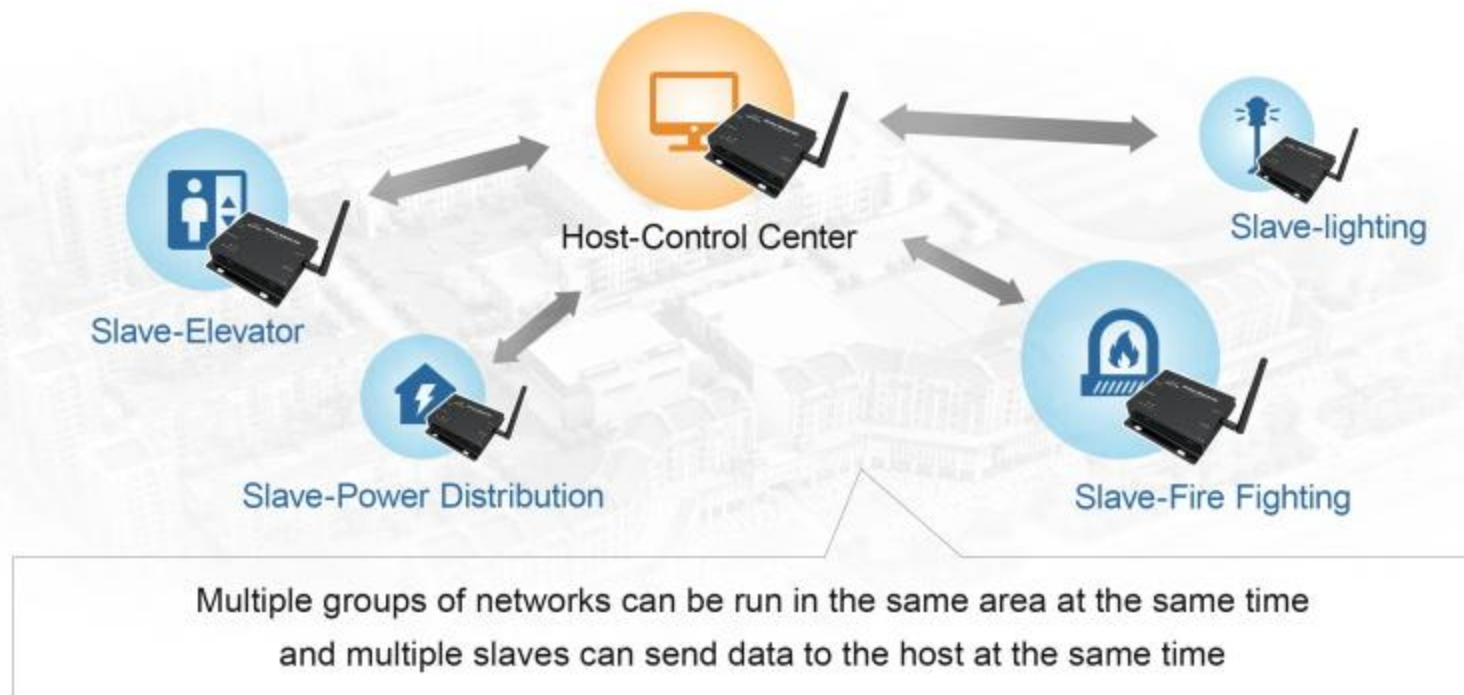 Host-Control Center
Slave-lighting
Slave-Elevator
Slave-Power Distribution
Slave-Fire Fighting
Multiple groups of networks can be run in the same area at the same time
and multiple slaves can send data to the host at the same time